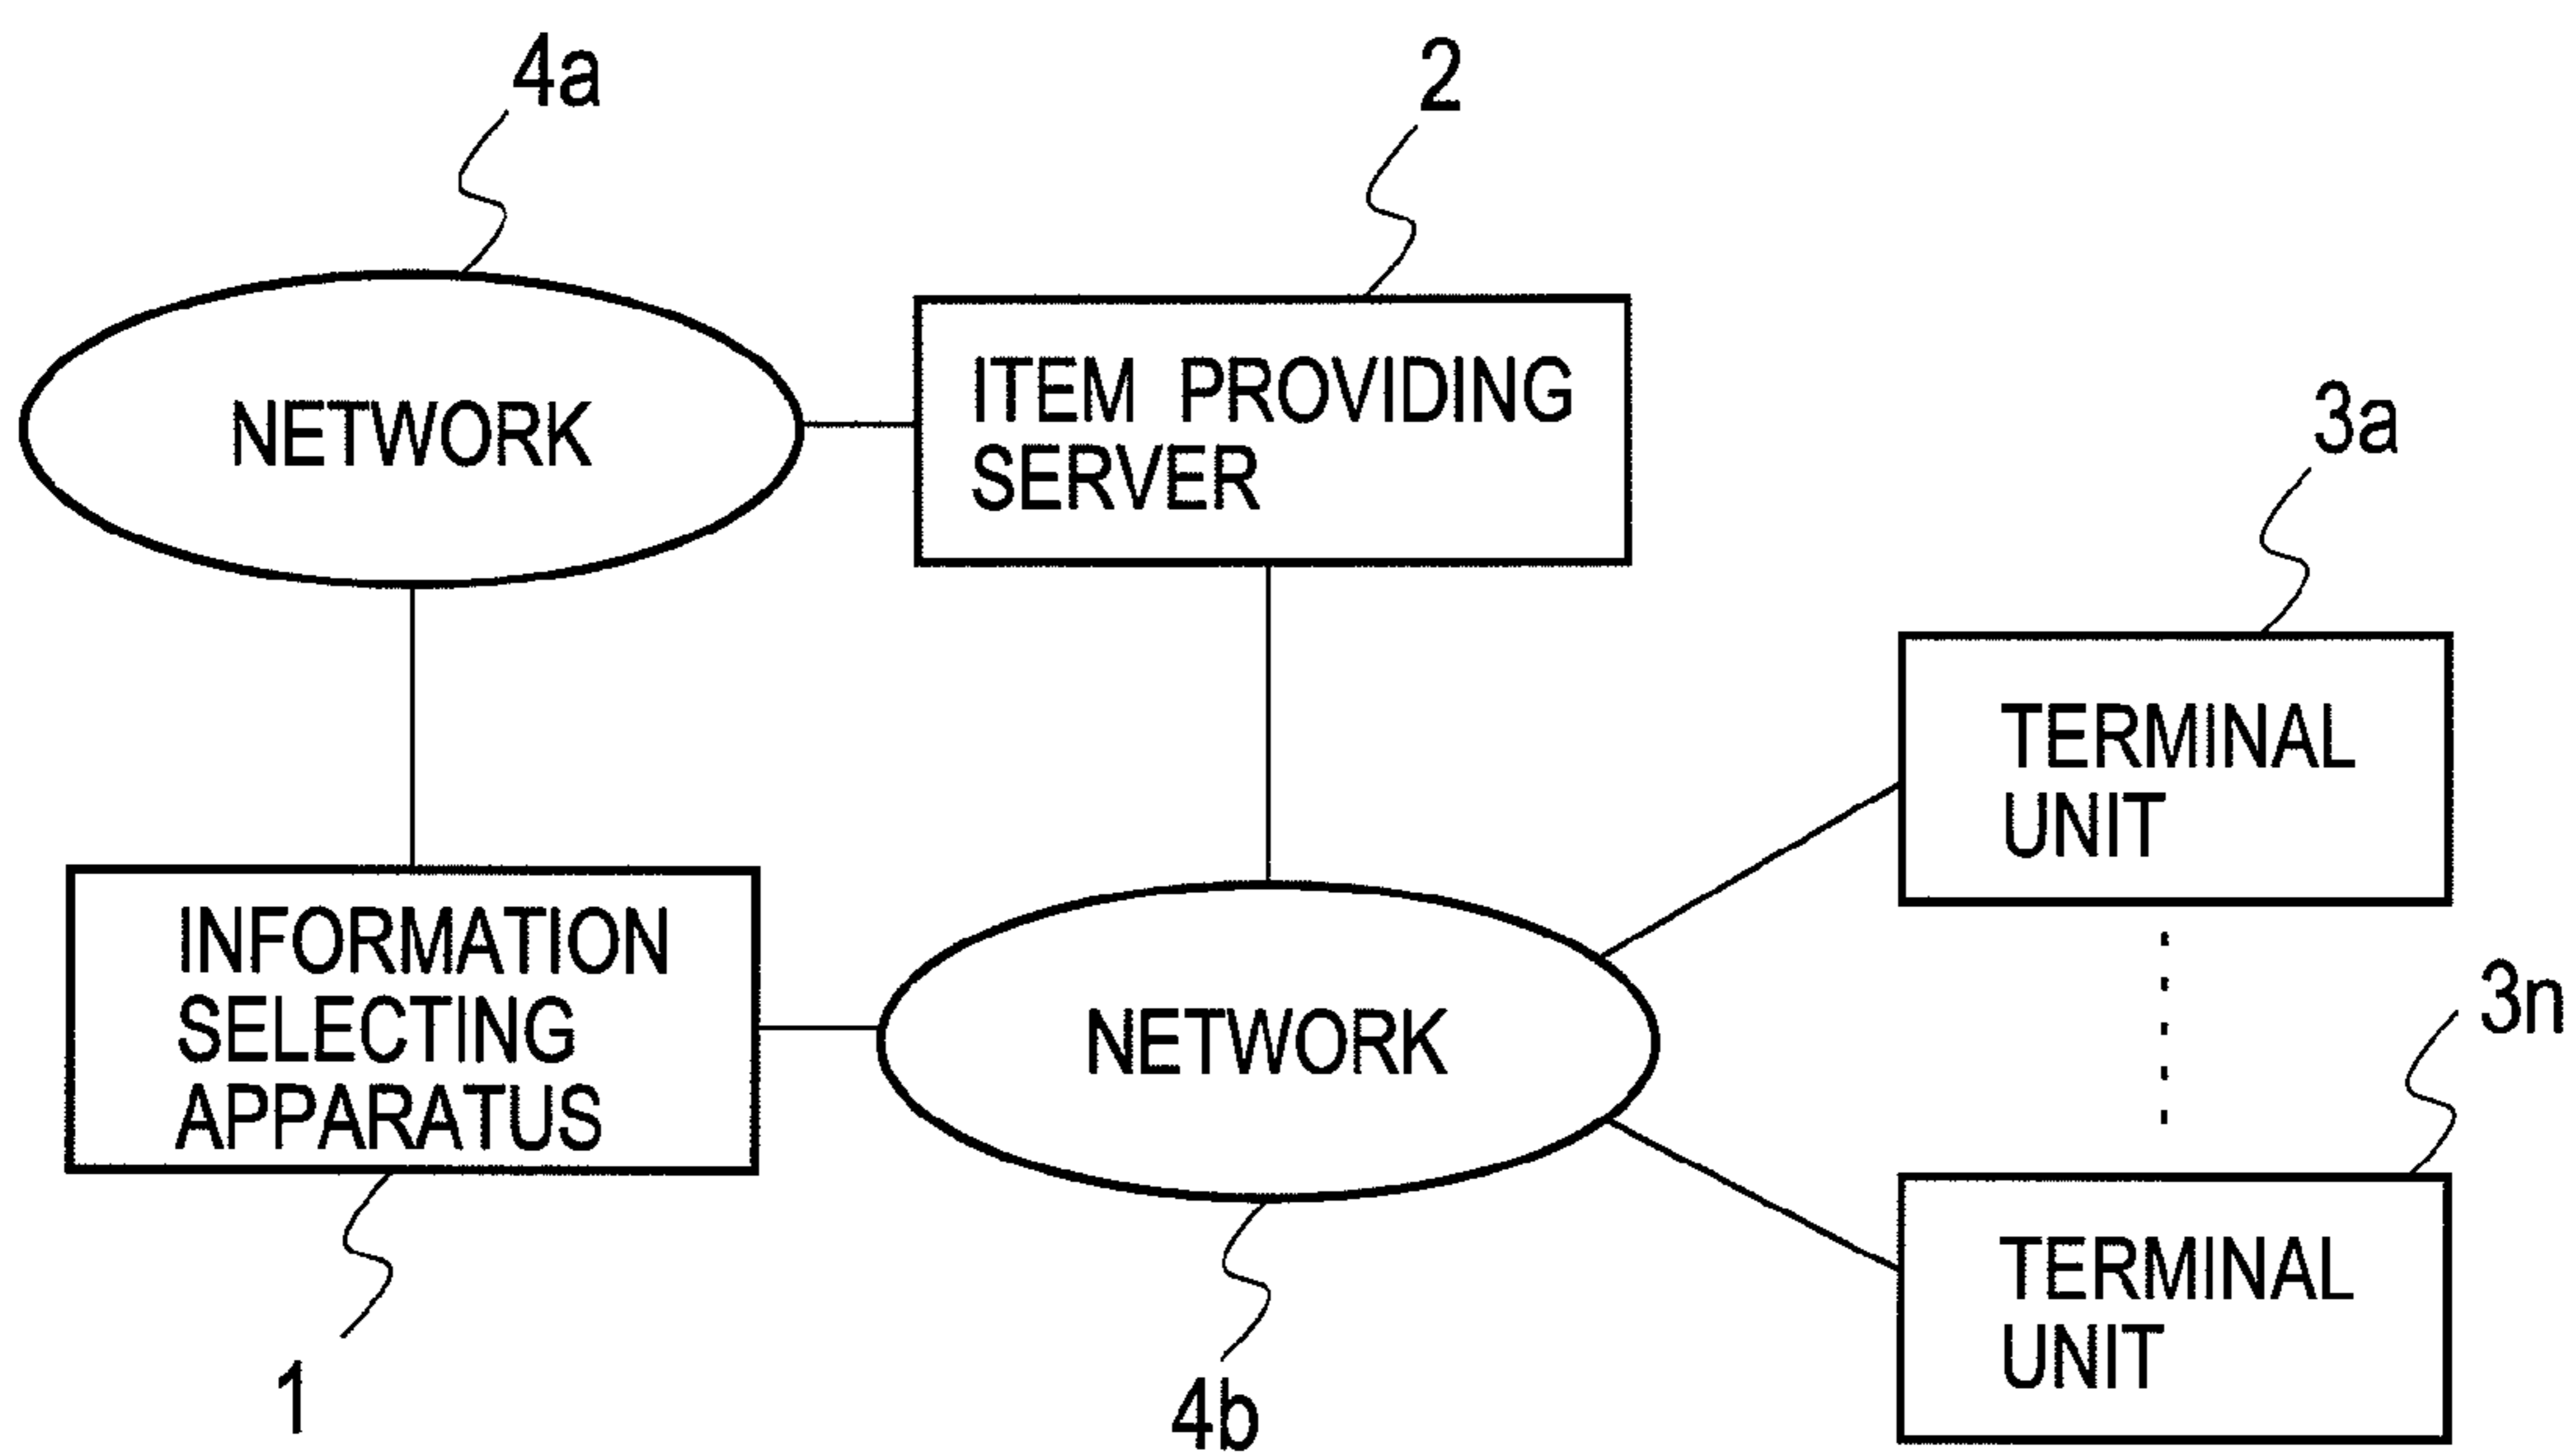 4a
2
NETWORK
ITEM PROVIDING
SERVER
3a
TERMINAL
UNIT
INFORMATION
SELECTING
APPARATUS
NETWORK
3n
TERMINAL
UNIT
1
4b